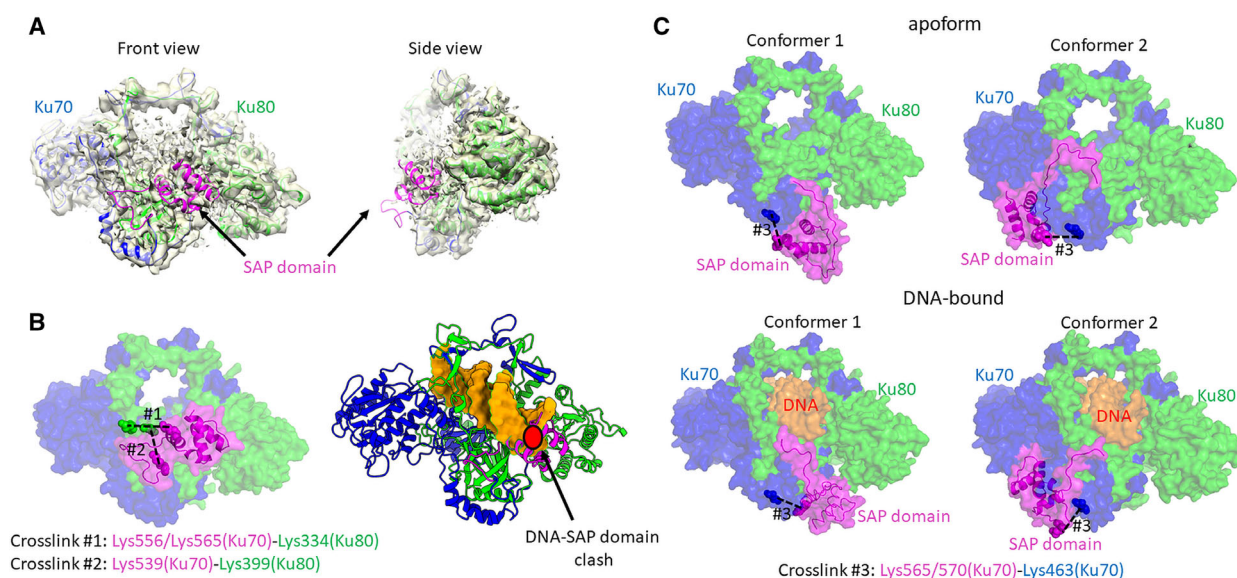 A
Front view
Side view
Ku70
Ku80
SAP domain
B
#1
#2
DNA-SAP domain
clash
Crosslink #1: Lys556/Lys565(Ku70)-Lys334(Ku80)
Crosslink #2: Lys539(Ku70)-Lys399(Ku80)
C
apoform
Conformer 1
Conformer 2
Ku70
Ku80
Ku80
#3
#3
SAP domain
SAP domain
DNA-bound
Conformer 1
Conformer 2
Ku70
Ku80
Ku80
DNA
DNA
#3
#3
SAP domain
SAP domain
Crosslink #3: Lys565/570(Ku70)-Lys463(Ku70)